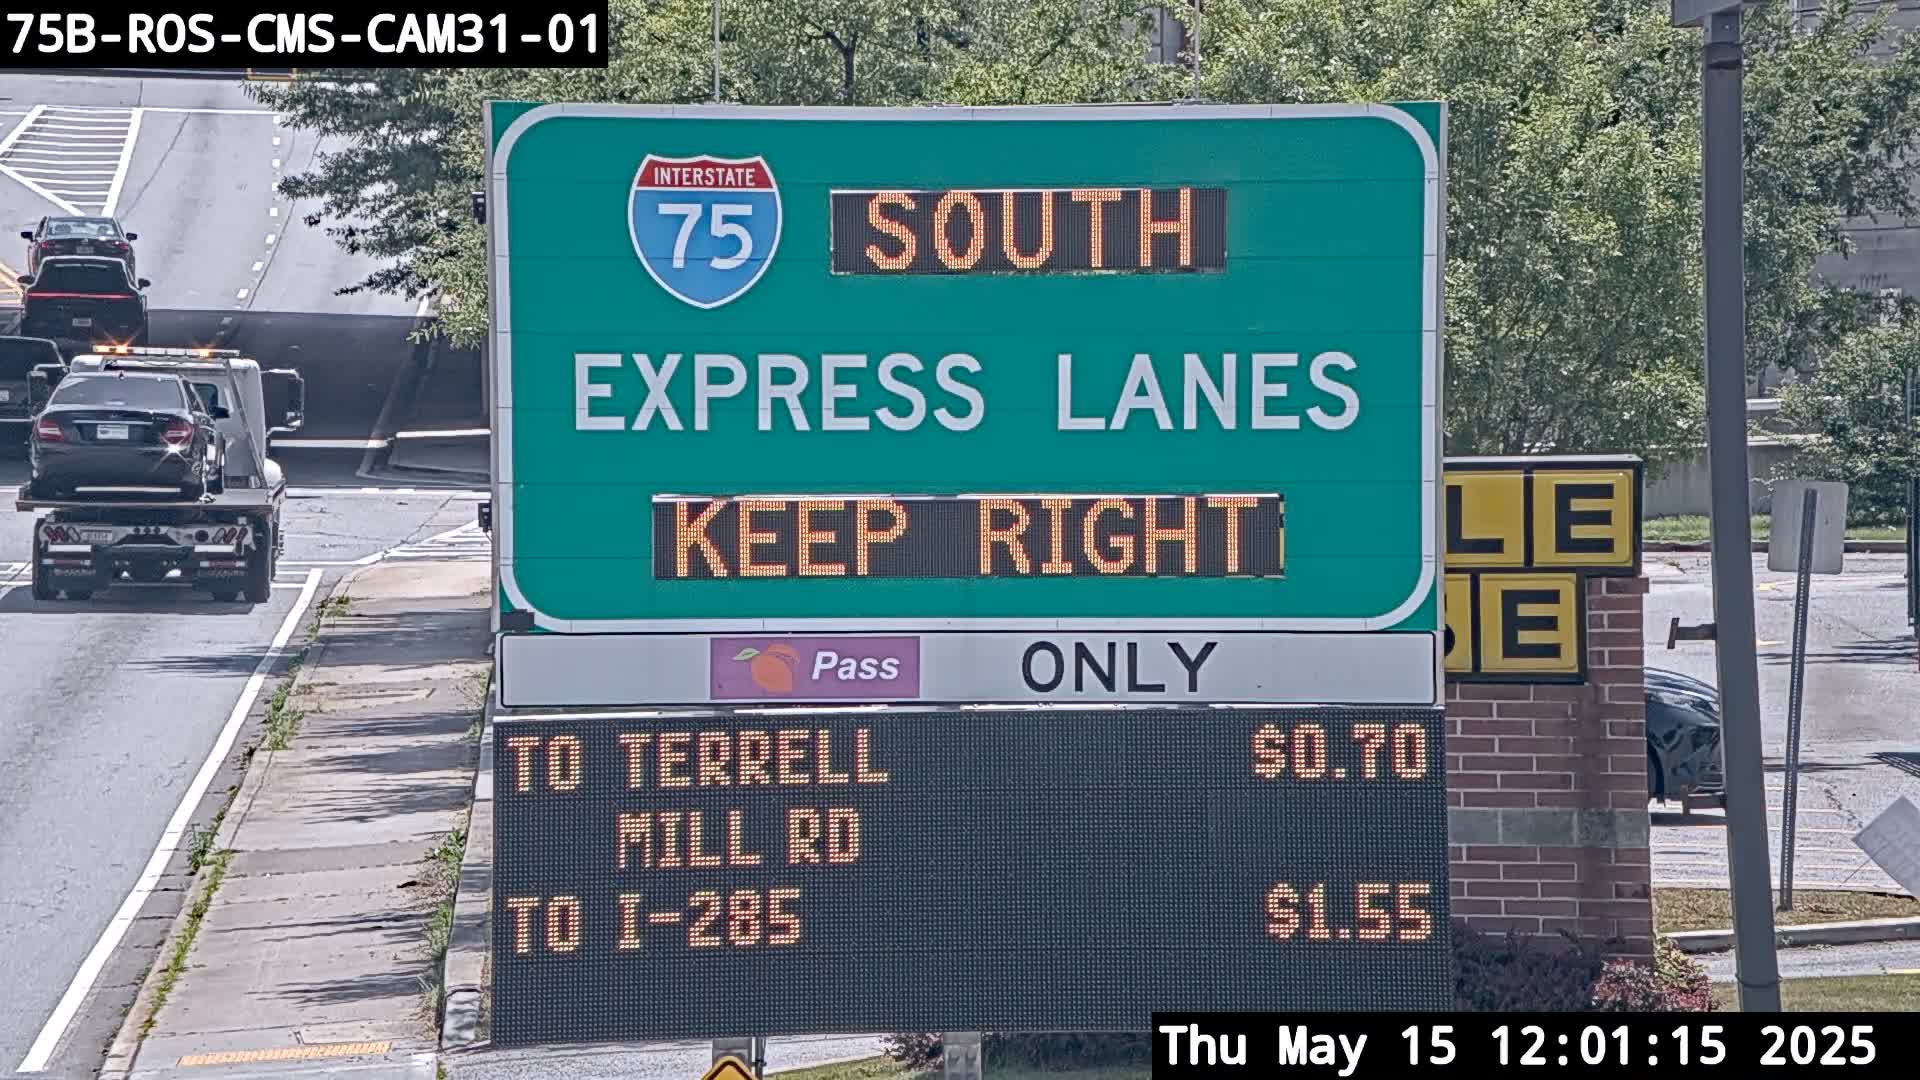 75B-ROS-CMS-CAM31-01
INTERSTATE
75
SOUTH
EXPRESS LANES
KEEP RIGHT
LE
E
Pass ONLY
TO TERRELL $0.70
MILL RD
TO I-285 $1.55
Thu May 15 12:01:15 2025